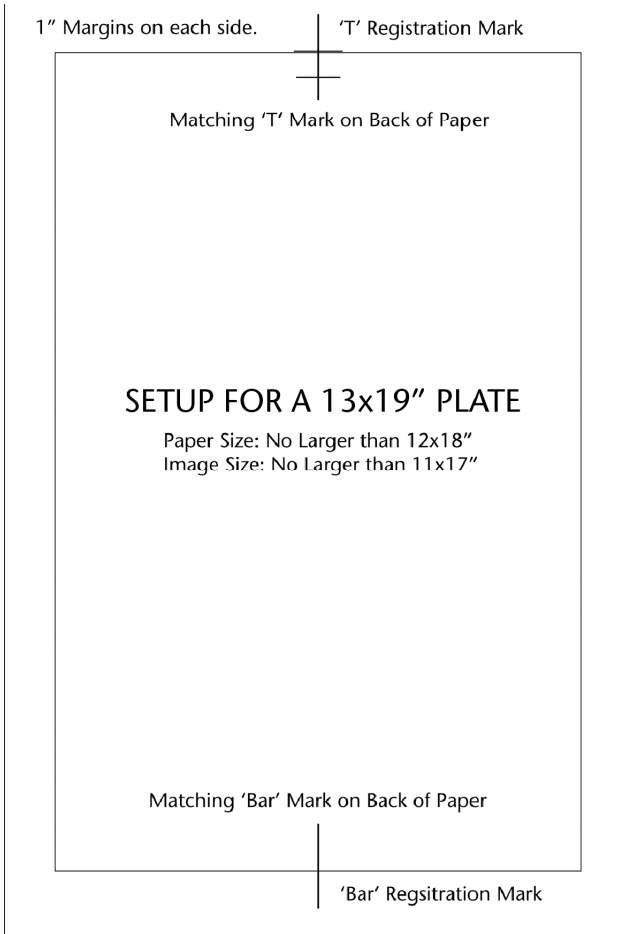 1” Margins on each side.
‘T’ Registration Mark
Matching ‘T’ Mark on Back of Paper
SETUP FOR A 13x19” PLATE
Paper Size: No Larger than 12x18”
Image Size: No Larger than 11x17”
Matching ‘Bar’ Mark on Back of Paper
‘Bar’ Regsitration Mark